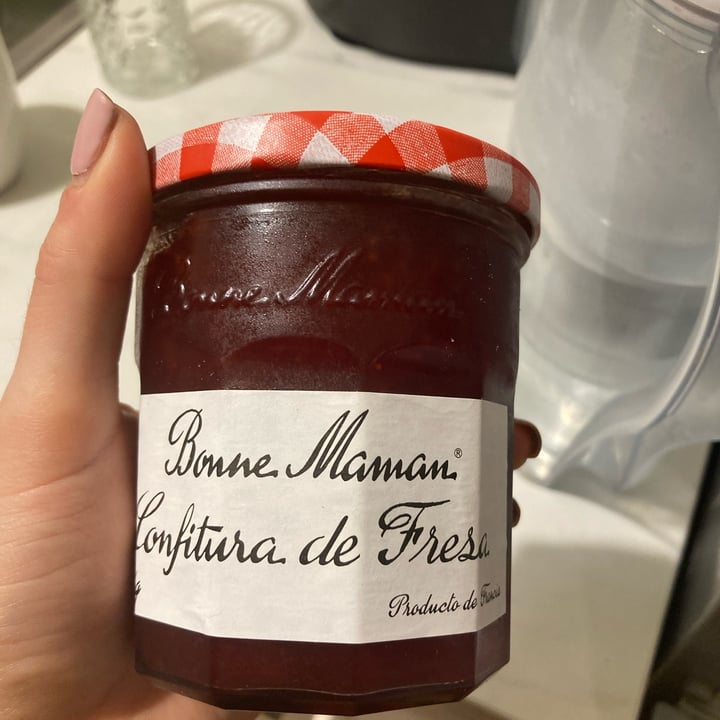 Bonne Maman
Bonne Maman®
Confitura de Fresa
g
Producto de Francia